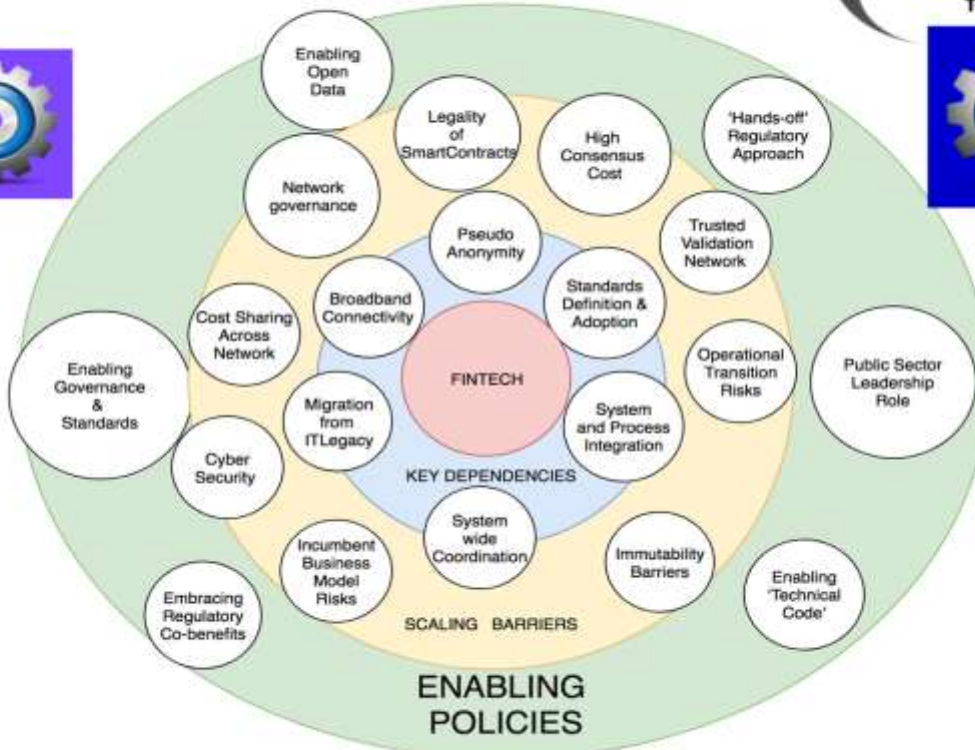 Enabling
Open
Data
Legality
of
SmartContracts
High
Consensus
Cost
'Hands-off'
Regulatory
Approach
Network
governance
Pseudo
Anonymity
Trusted
Validation
Network
Broadband
Connectivity
Standards
Definition &
Adoption
Cost Sharing
Across
Network
Enabling
Governance
&
Standards
FINTECH
Operational
Transition
Risks
Public Sector
Leadership
Role
Migration
from
ITLegacy
System
and Process
Integration
Cyber
Security
KEY DEPENDENCIES
System
wide
Coordination
Incumbent
Business
Model
Risks
Immutability
Barriers
Enabling
'Technical
Code'
Embracing
Regulatory
Co-benefits
SCALING BARRIERS
ENABLING
POLICIES